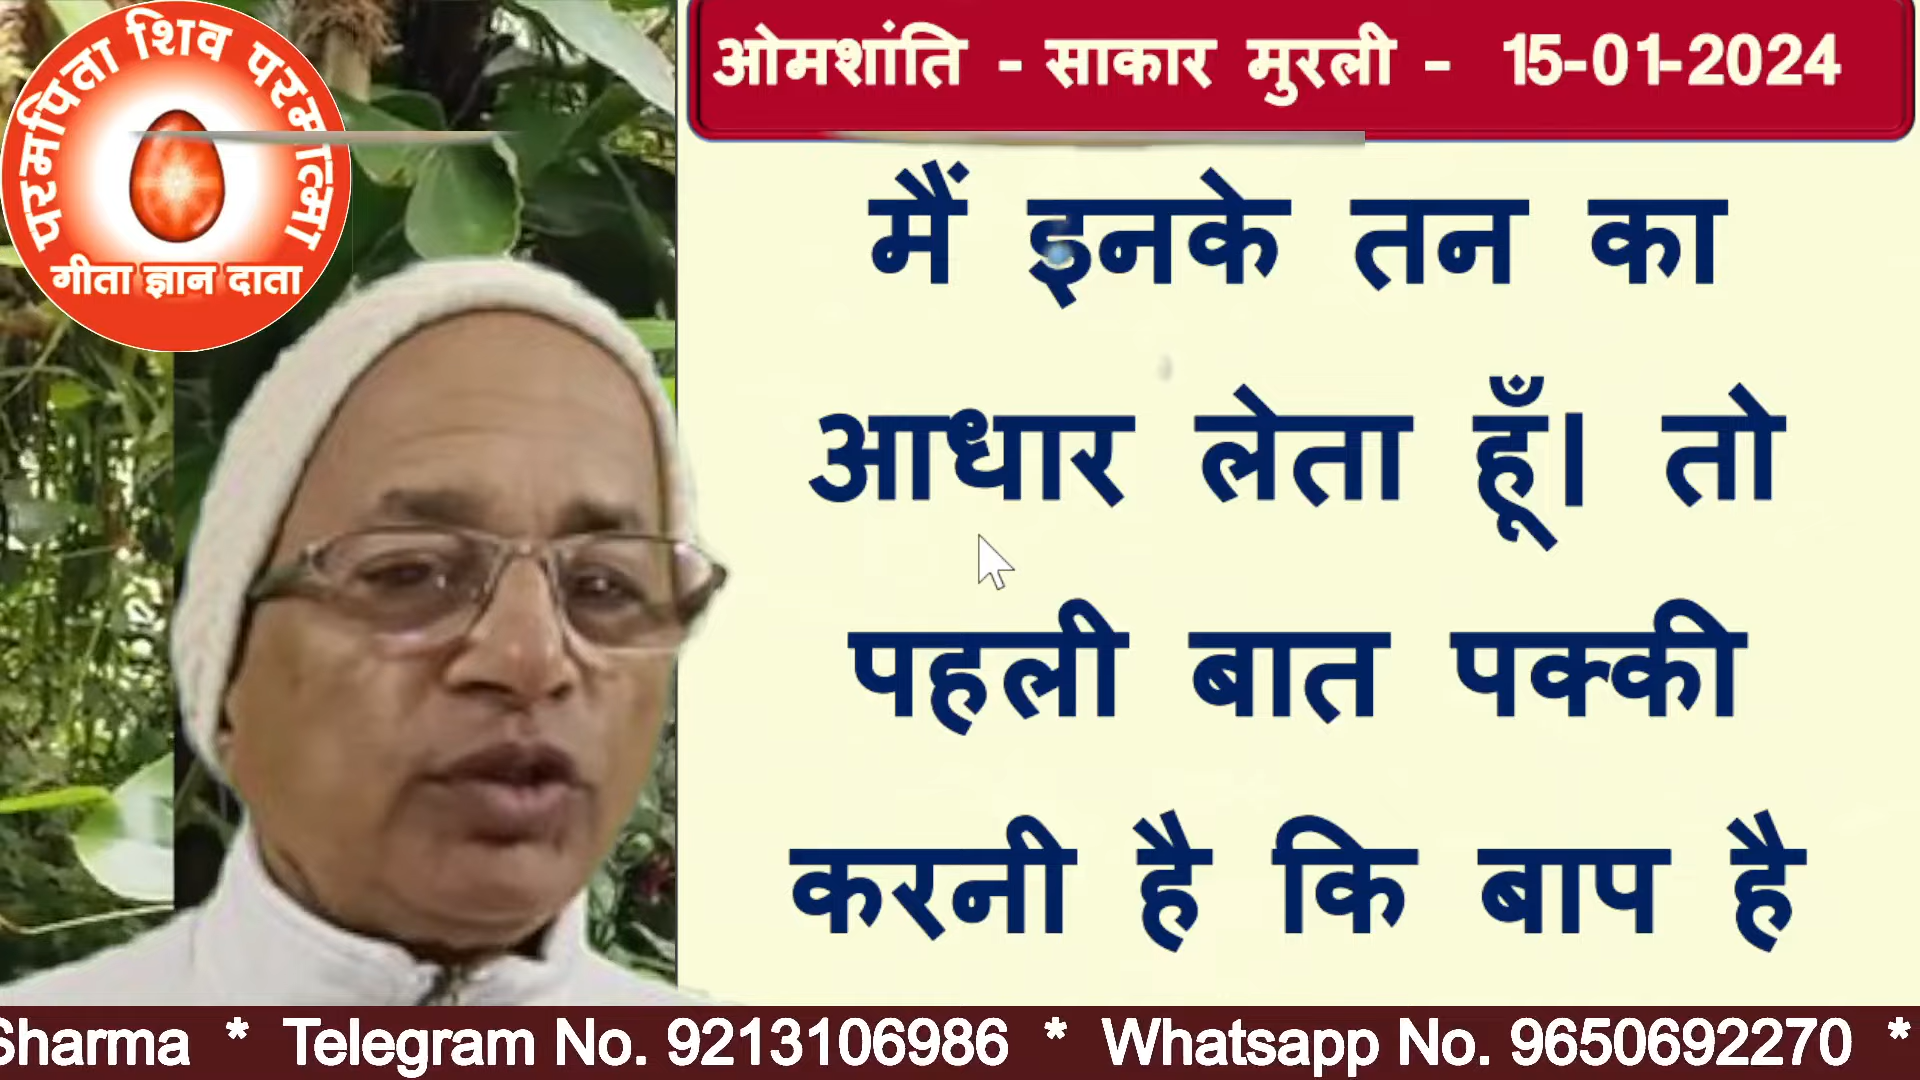 परमपिता शिव परमात्मा
गीता ज्ञान दाता
ओमशांति - साकार मुरली - 15-01-2024
मैं इनके तन का
आधार लेता हूँ। तो
पहली बात पक्की
करनी है कि बाप है
Sharma * Telegram No. 9213106986 * Whatsapp No. 9650692270 *